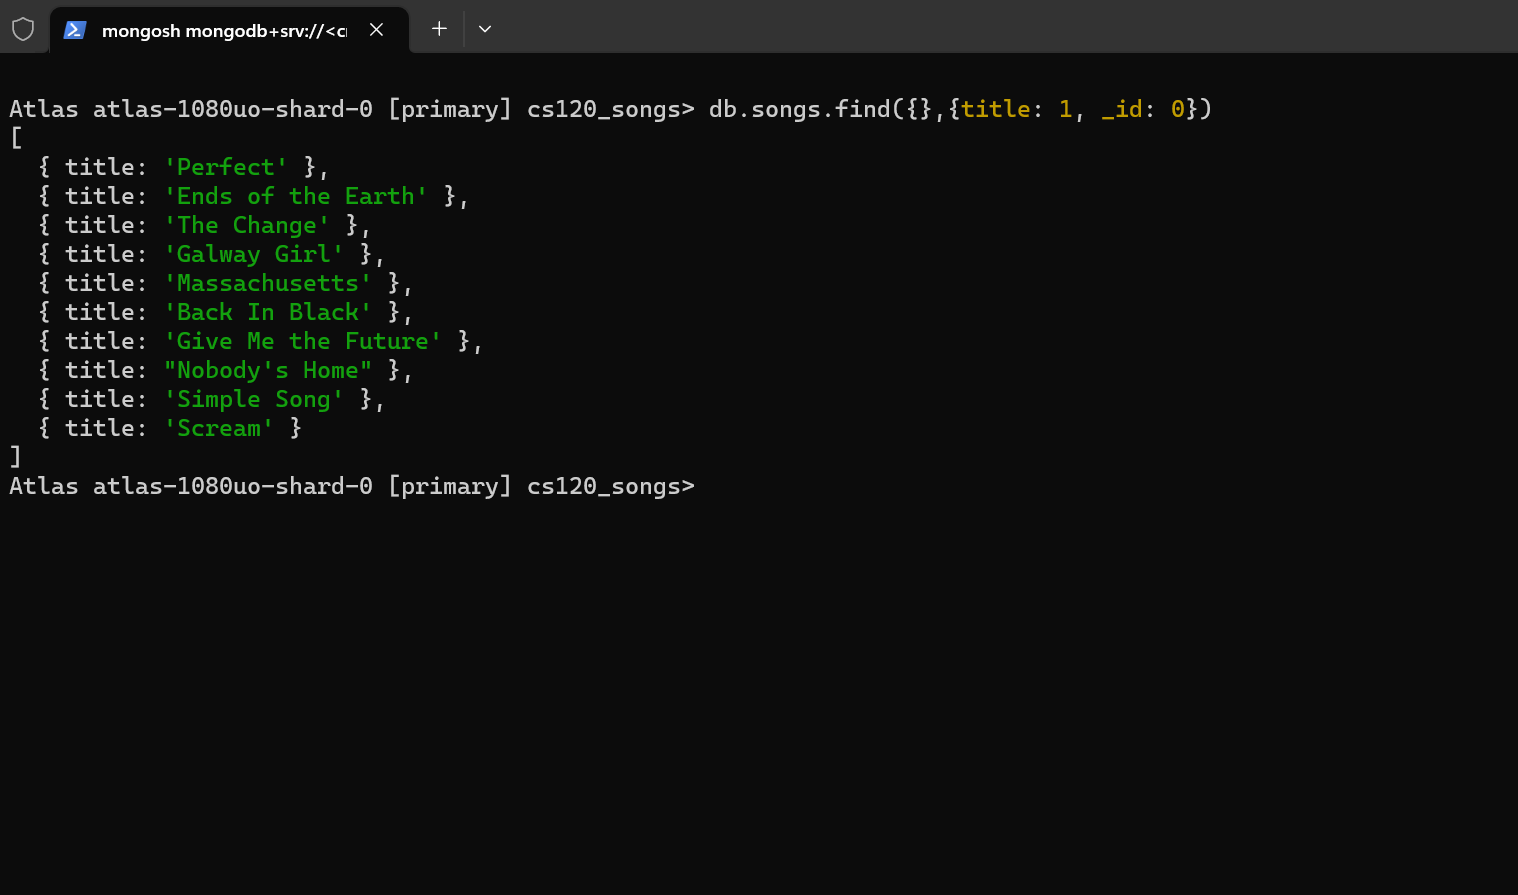 mongosh mongodb+srv://<c
Atlas atlas-1080uo-shard-0 [primary] cs120_songs> db.songs.find({},{title: 1, _id: 0})
[
  { title: 'Perfect' },
  { title: 'Ends of the Earth' },
  { title: 'The Change' },
  { title: 'Galway Girl' },
  { title: 'Massachusetts' },
  { title: 'Back In Black' },
  { title: 'Give Me the Future' },
  { title: "Nobody's Home" },
  { title: 'Simple Song' },
  { title: 'Scream' }
]
Atlas atlas-1080uo-shard-0 [primary] cs120_songs>